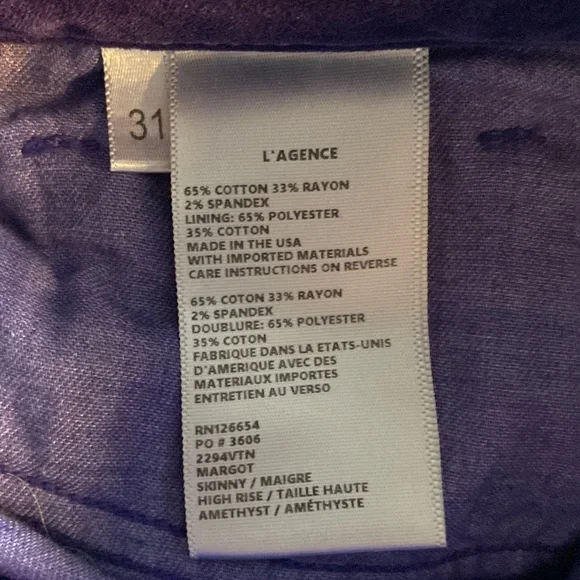 31
L'AGENCE
65% COTTON 33% RAYON
2% SPANDEX
LINING: 65% POLYESTER
35% COTTON
MADE IN THE USA
WITH IMPORTED MATERIALS
CARE INSTRUCTIONS ON REVERSE
65% COTON 33% RAYON
2% SPANDEX
DOUBLURE: 65% POLYESTER
35% COTON
FABRIQUE DANS LA ETATS-UNIS
D'AMERIQUE AVEC DES
MATERIAUX IMPORTES
ENTRETIEN AU VERSO
RN126654
PO # 3606
2294VTN
MARGOT
SKINNY / MAIGRE
HIGH RISE / TAILLE HAUTE
AMETHYST / AMÉTHYSTE